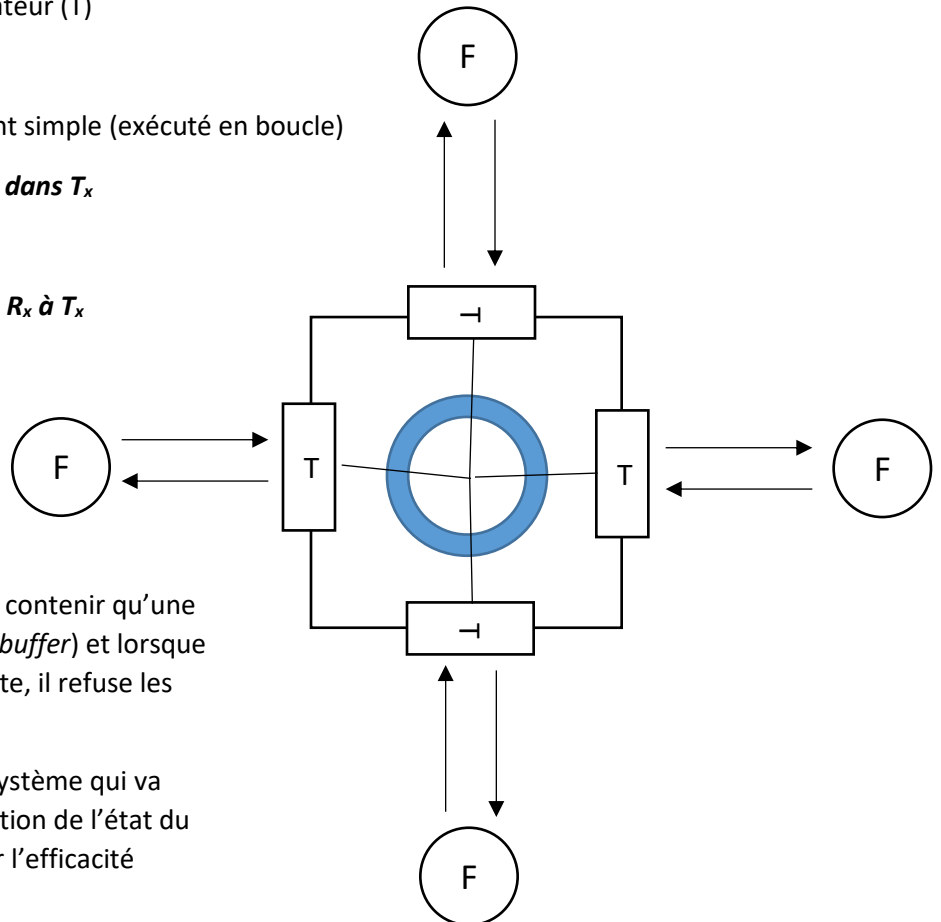 ateur (T)
F
nt simple (exécuté en boucle)
dans Tx
Rx à Tx
T
F
T
T
F
T
contenir qu’une
buffer) et lorsque
te, il refuse les
ystème qui va
tion de l’état du
r l’efficacité
F